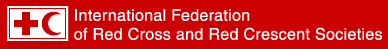 International Federation
of Red Cross and Red Crescent Societies